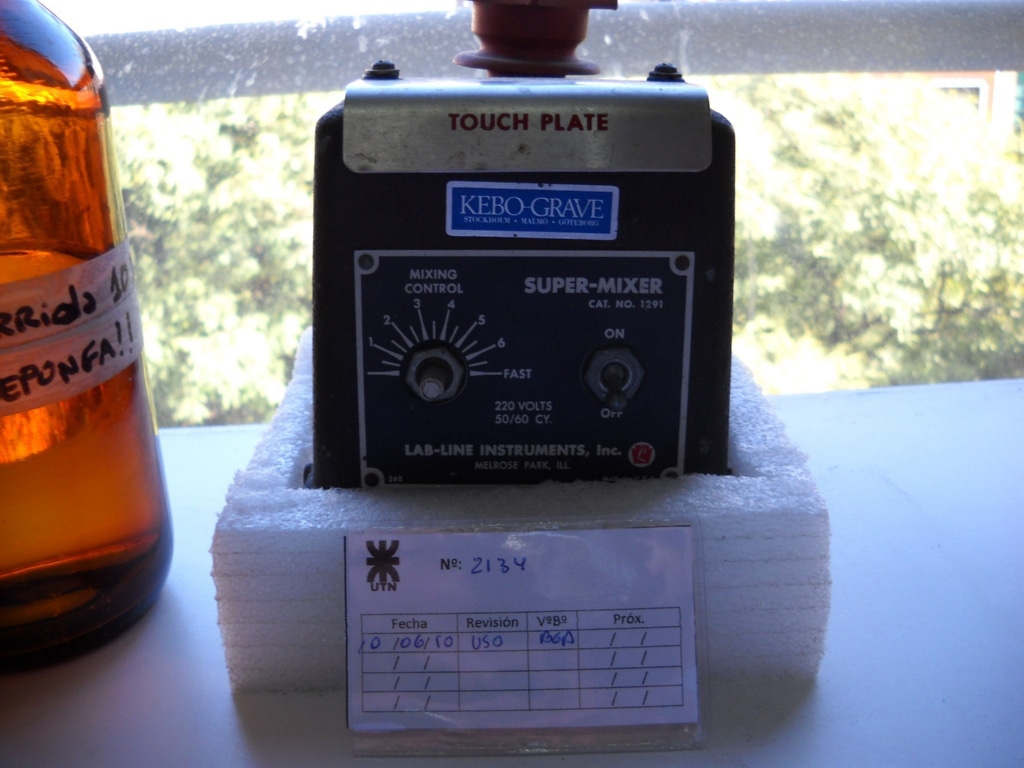 TOUCH PLATE
KEBO-GRAVE
STOCKHOLM • MALMÖ • GÖTEBORG
MIXING
CONTROL
1 2 3 4 5 6
FAST
SUPER-MIXER
CAT. NO. 1291
ON
OFF
220 VOLTS
50/60 CY.
LAB-LINE INSTRUMENTS, Inc.
MELROSE PARK, ILL.
RRido 10
EPONGA!!
UTN
Nº: 2134
Fecha Revisión VºBº Próx.
10 /06/10 USO / /
/ / / /
/ / / /
/ / / /